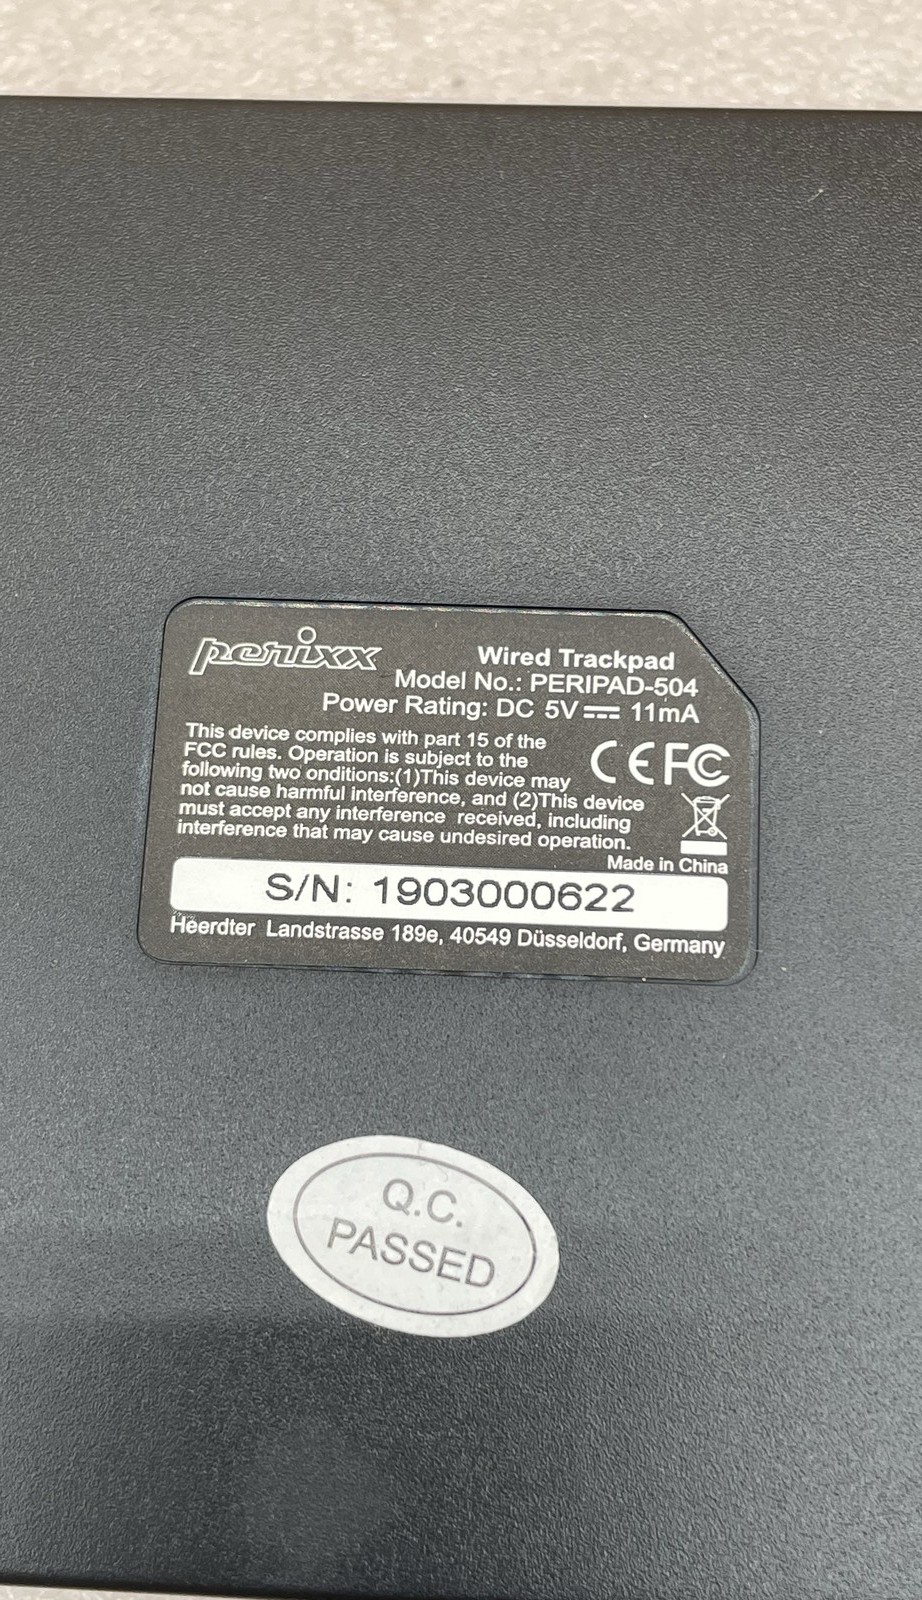 perixx
Wired Trackpad
Model No.: PERIPAD-504
Power Rating: DC 5V⎓ 11mA
This device complies with part 15 of the
FCC rules. Operation is subject to the
following two onditions:(1)This device may
not cause harmful interference, and (2)This device
must accept any interference received, including
interference that may cause undesired operation.
CE FC
Made in China
S/N: 1903000622
Heerdter Landstrasse 189e, 40549 Düsseldorf, Germany
Q.C.
PASSED